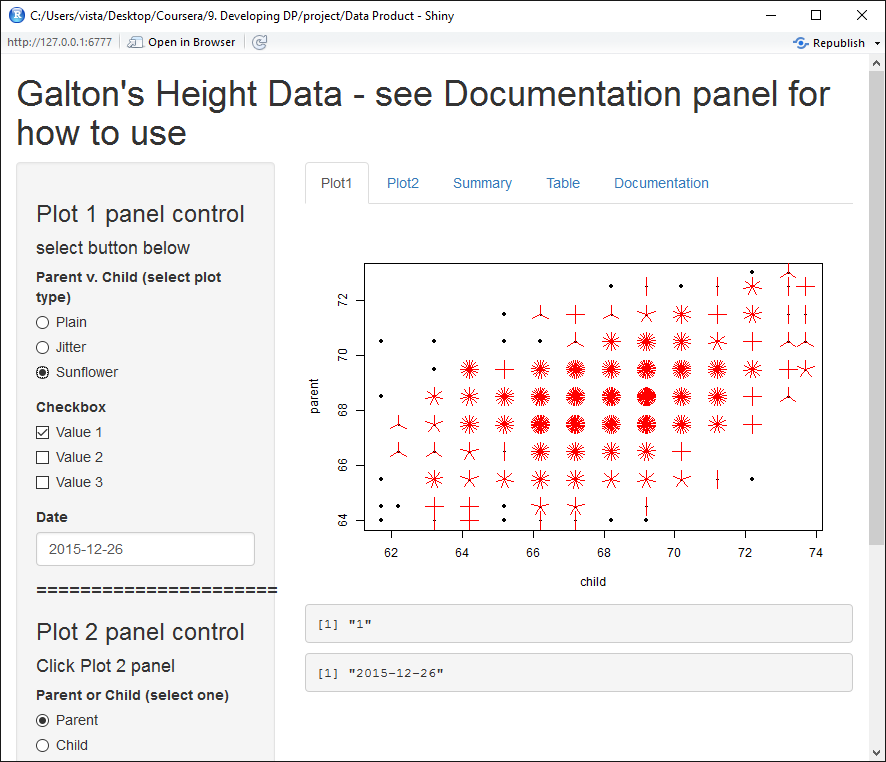 C:/Users/vista/Desktop/Coursera/9. Developing DP/project/Data Product - Shiny
http://127.0.0.1:6777
Open in Browser
Republish
Galton's Height Data - see Documentation panel for
how to use
Plot 1 panel control
select button below
Parent v. Child (select plot
type)
Plain
Jitter
Sunflower
Checkbox
Value 1
Value 2
Value 3
Date
2015-12-26
======================
Plot 2 panel control
Click Plot 2 panel
Parent or Child (select one)
Parent
Child
Plot1 Plot2 Summary Table Documentation
72
70
68
66
64
parent
62 64 66 68 70 72 74
child
[1] "1"
[1] "2015-12-26"